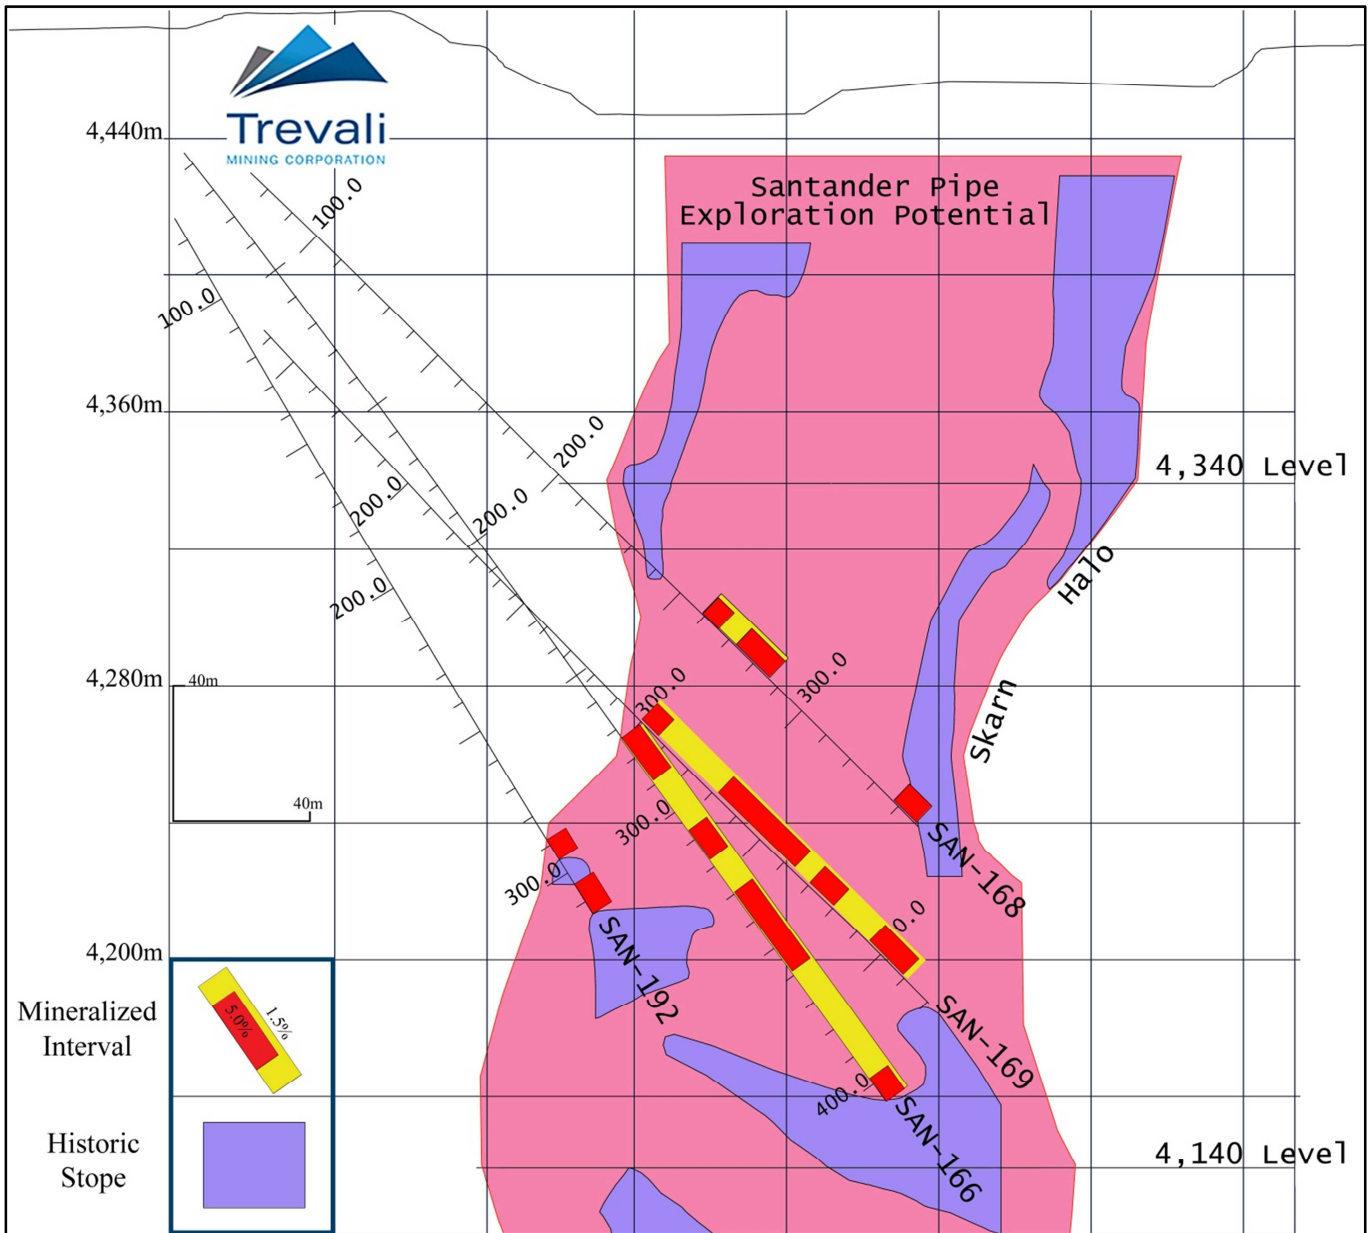 Trevali
MINING CORPORATION
4,440m
100.0
Santander Pipe
Exploration Potential
100.0
4,360m
200.0
4,340 Level
200.0
200.0
200.0
Halo
4,280m
40m
300.0
300.0
Skarn
40m
300.0
SAN-168
300.0
0.0
SAN-192
4,200m
SAN-169
Mineralized
Interval
5.0%
1.5%
400.0
SAN-166
Historic
Stope
4,140 Level